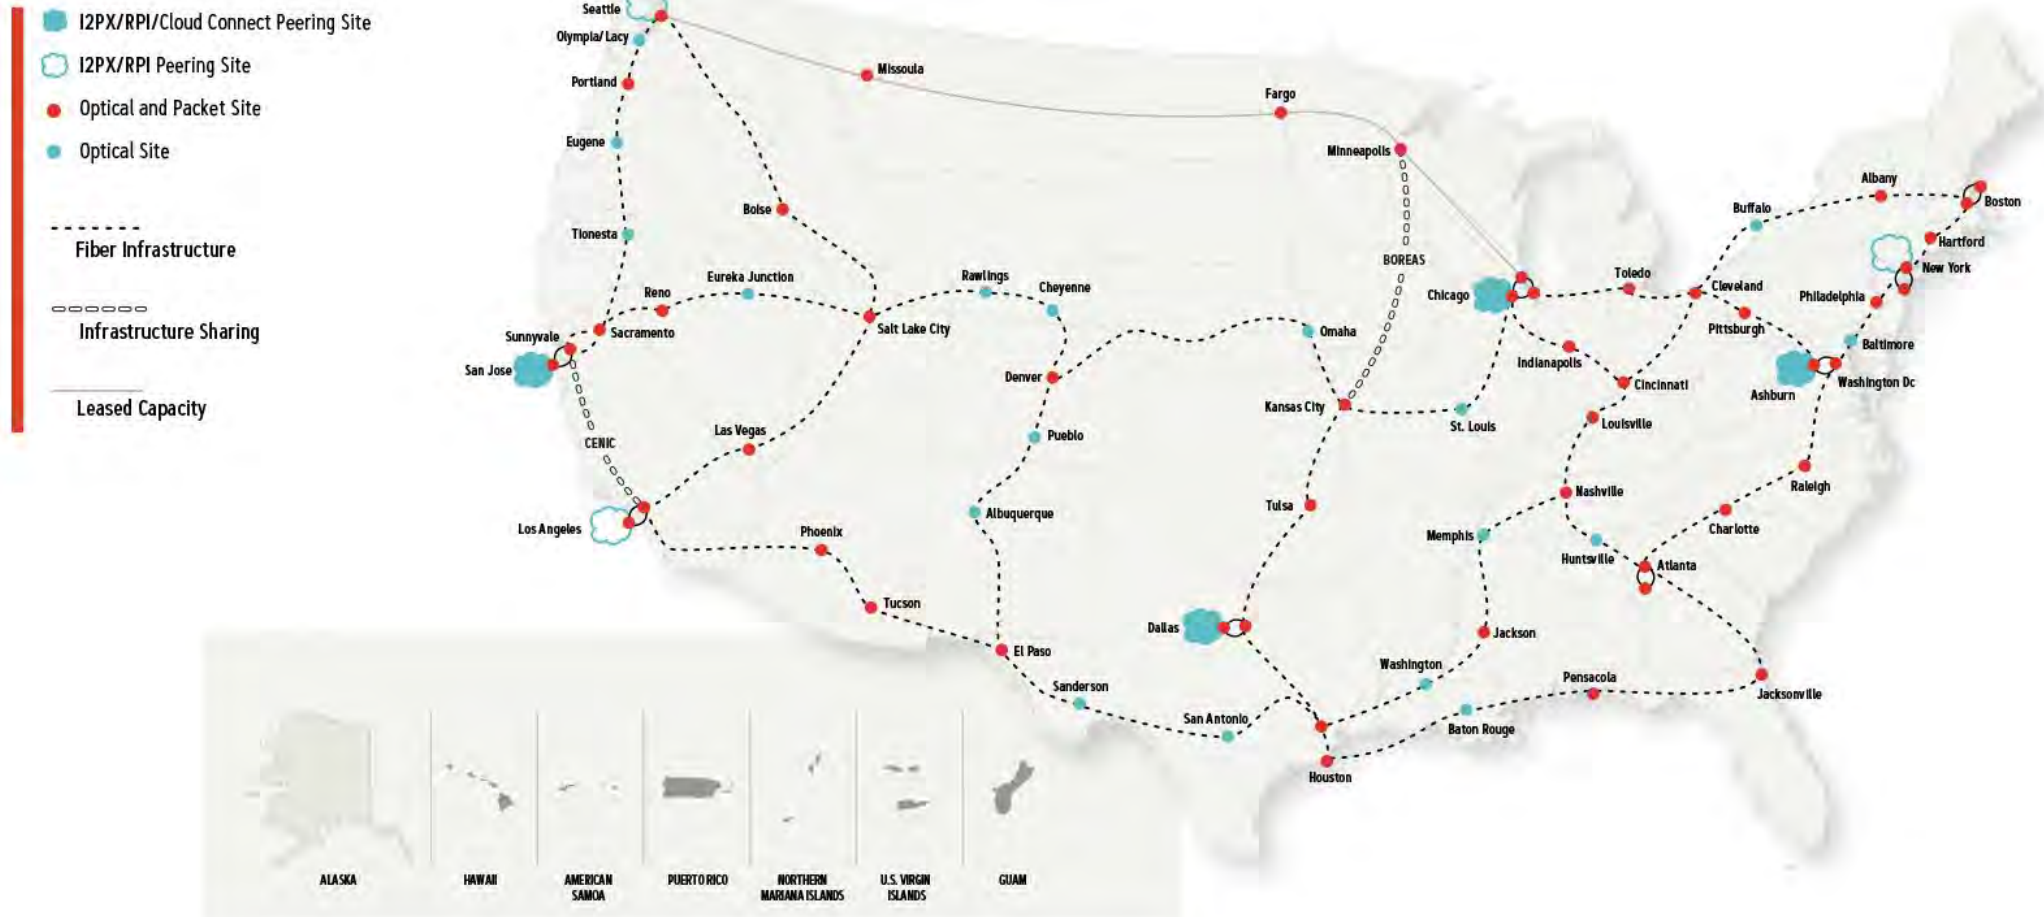 I2PX/RPI/Cloud Connect Peering Site
I2PX/RPI Peering Site
Optical and Packet Site
Optical Site
Fiber Infrastructure
Infrastructure Sharing
Leased Capacity
Seattle
Olympia/Lacy
Portland
Missoula
Fargo
Eugene
Minneapolis
Boise
Tionesta
Albany
Buffalo
Boston
Hartford
New York
BOREAS
Eureka Junction
Rawlings
Cheyenne
Reno
Toledo
Cleveland
Chicago
Philadelphia
Pittsburgh
Sunnyvale
Sacramento
Salt Lake City
Omaha
Baltimore
San Jose
Denver
Indianapolis
Cincinnati
Washington Dc
Ashburn
Kansas City
St. Louis
Louisville
Las Vegas
CENIC
Pueblo
Raleigh
Nashville
Los Angeles
Albuquerque
Tulsa
Phoenix
Memphis
Charlotte
Huntsville
Atlanta
Tucson
Dallas
Jackson
El Paso
Washington
Sanderson
Pensacola
Jacksonville
San Antonio
Baton Rouge
Houston
ALASKA
HAWAII
AMERICAN
SAMOA
PUERTO RICO
NORTHERN
MARIANA ISLANDS
U.S. VIRGIN
ISLANDS
GUAM